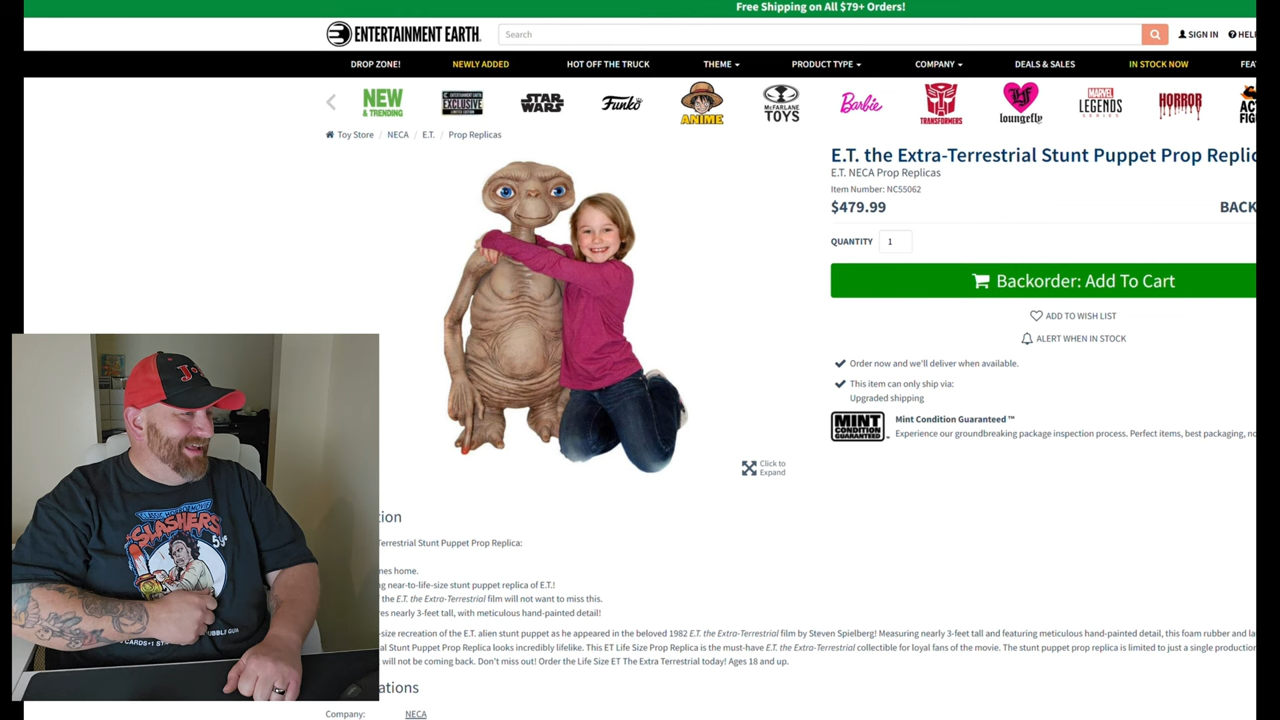 Free Shipping on All $79+ Orders!
ENTERTAINMENT EARTH
Search
SIGN IN
DROP ZONE!
NEWLY ADDED
HOT OFF THE TRUCK
THEME
PRODUCT TYPE
COMPANY
DEALS & SALES
IN STOCK NOW
NEW & TRENDING
ENTERTAINMENT EARTH EXCLUSIVE
STAR WARS
Funko
ANIME
McFARLANE TOYS
Barbie
TRANSFORMERS
loungefly
MARVEL LEGENDS SERIES
HORROR
Toy Store / NECA / E.T. / Prop Replicas
E.T. the Extra-Terrestrial Stunt Puppet Prop
E.T. NECA Prop Replicas
Item Number: NC55062
$479.99
BACK
QUANTITY 1
Backorder: Add To Cart
ADD TO WISH LIST
ALERT WHEN IN STOCK
Order now and we'll deliver when available.
This item can only ship via:
Upgraded shipping
MINT CONDITION GUARANTEED
Mint Condition Guaranteed ™
Experience our groundbreaking package inspection process. Perfect items, best packaging,
Click to Expand
tion
Terrestrial Stunt Puppet Prop Replica:
home.
near-to-life-size stunt puppet replica of E.T.!
the E.T. the Extra-Terrestrial film will not want to miss this.
nearly 3-feet tall, with meticulous hand-painted detail!
-size recreation of the E.T. alien stunt puppet as he appeared in the beloved 1982 E.T. the Extra-Terrestrial film by Steven Spielberg! Measuring nearly 3-feet tall and featuring meticulous hand-painted detail, this foam rubber and
Stunt Puppet Prop Replica looks incredibly lifelike. This ET Life Size Prop Replica is the must-have E.T. the Extra-Terrestrial collectible for loyal fans of the movie. The stunt puppet prop replica is limited to just a single production
will not be coming back. Don't miss out! Order the Life Size ET The Extra Terrestrial today! Ages 18 and up.
ations
Company: NECA
SLASHERS
5¢